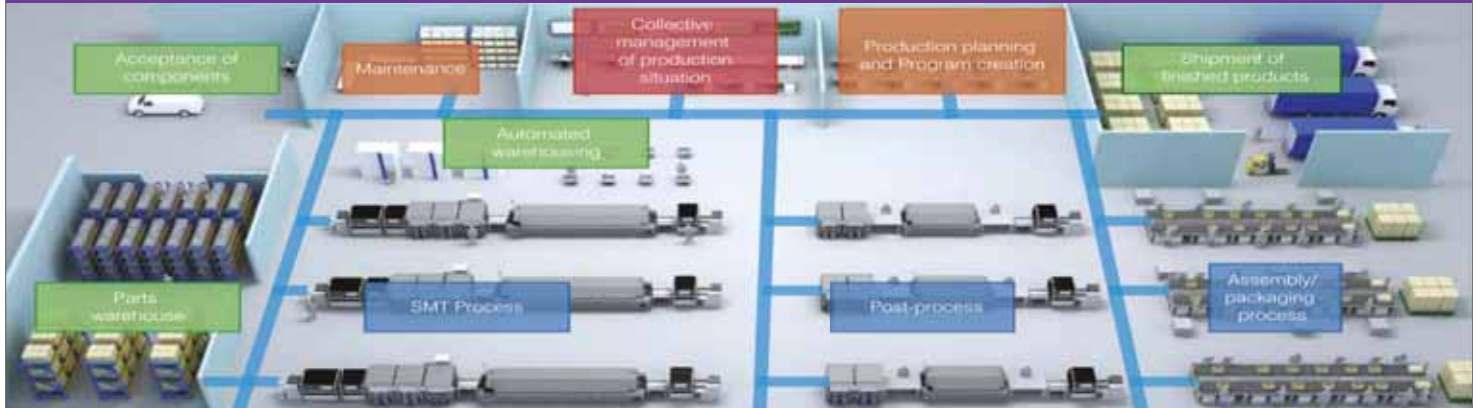 Acceptance of
components
Maintenance
Collective
management
of production
situation
Production planning
and Program creation
Shipment of
finished products
Automated
warehousing
Parts
warehouse
SMT Process
Post-process
Assembly/
packaging
process